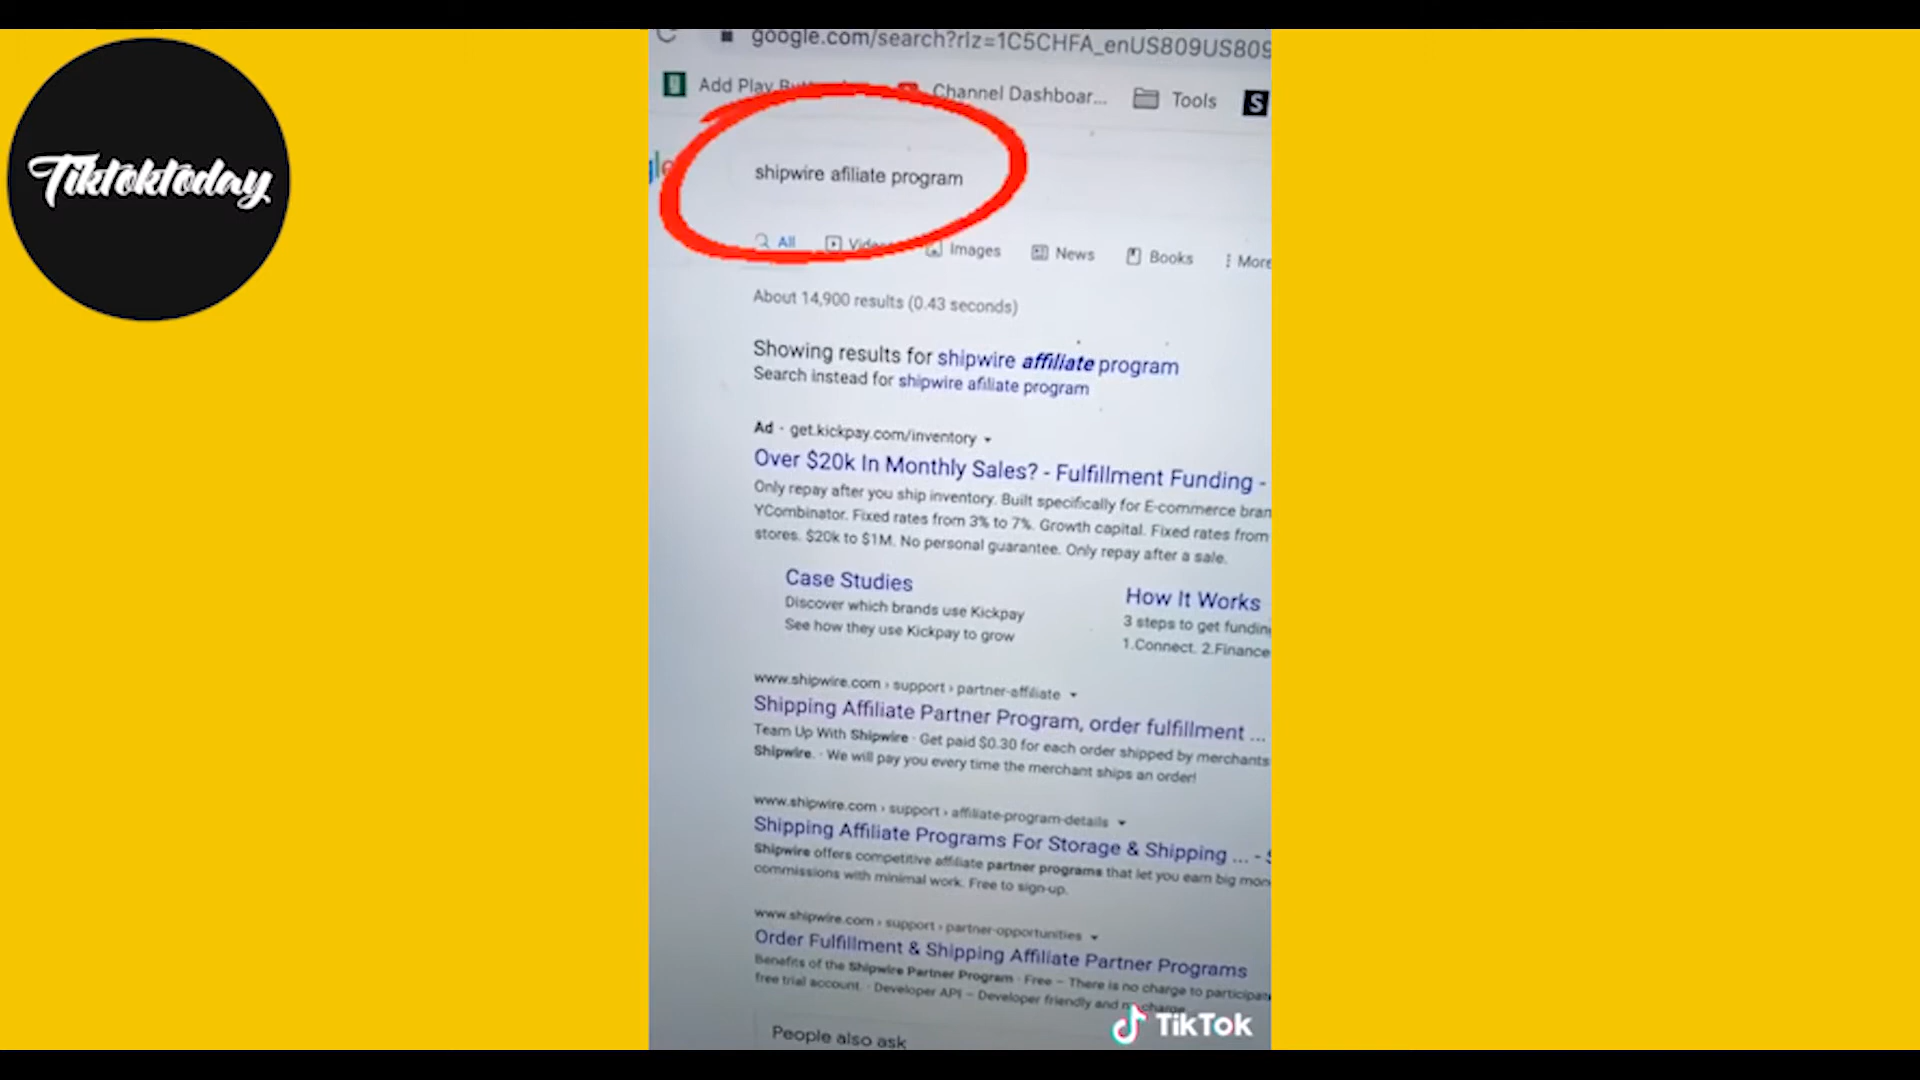 Tiktoktoday
google.com/search?rlz=1C5CHFA_enUS809US809
Add Play
Channel Dashboar...
Tools
S
gle
shipwire afiliate program
All
Images
News
Books
More
About 14,900 results (0.43 seconds)
Showing results for shipwire affiliate program
Search instead for shipwire afiliate program
Ad · get.kickpay.com/inventory
Over $20k In Monthly Sales? - Fulfillment Funding -
Only repay after you ship inventory. Built specifically for E-commerce bran
YCombinator. Fixed rates from 3% to 7%. Growth capital. Fixed rates from
stores. $20k to $1M. No personal guarantee. Only repay after a sale.
Case Studies
Discover which brands use Kickpay
See how they use Kickpay to grow
How It Works
3 steps to get fundin
1.Connect. 2.Finance
www.shipwire.com › support › partner-affiliate
Shipping Affiliate Partner Program, order fulfillment ...
Team Up With Shipwire · Get paid $0.30 for each order shipped by merchants
Shipwire. · We will pay you every time the merchant ships an order!
www.shipwire.com › support › affiliate-program-details
Shipping Affiliate Programs For Storage & Shipping ... - S
Shipwire offers competitive affiliate partner programs that let you earn big mon
commissions with minimal work. Free to sign-up.
www.shipwire.com › support › partner-opportunities
Order Fulfillment & Shipping Affiliate Partner Programs
Benefits of the Shipwire Partner Program · Free – There is no charge to participat
free trial account. · Developer API – Developer friendly and charge
People also ask
TikTok